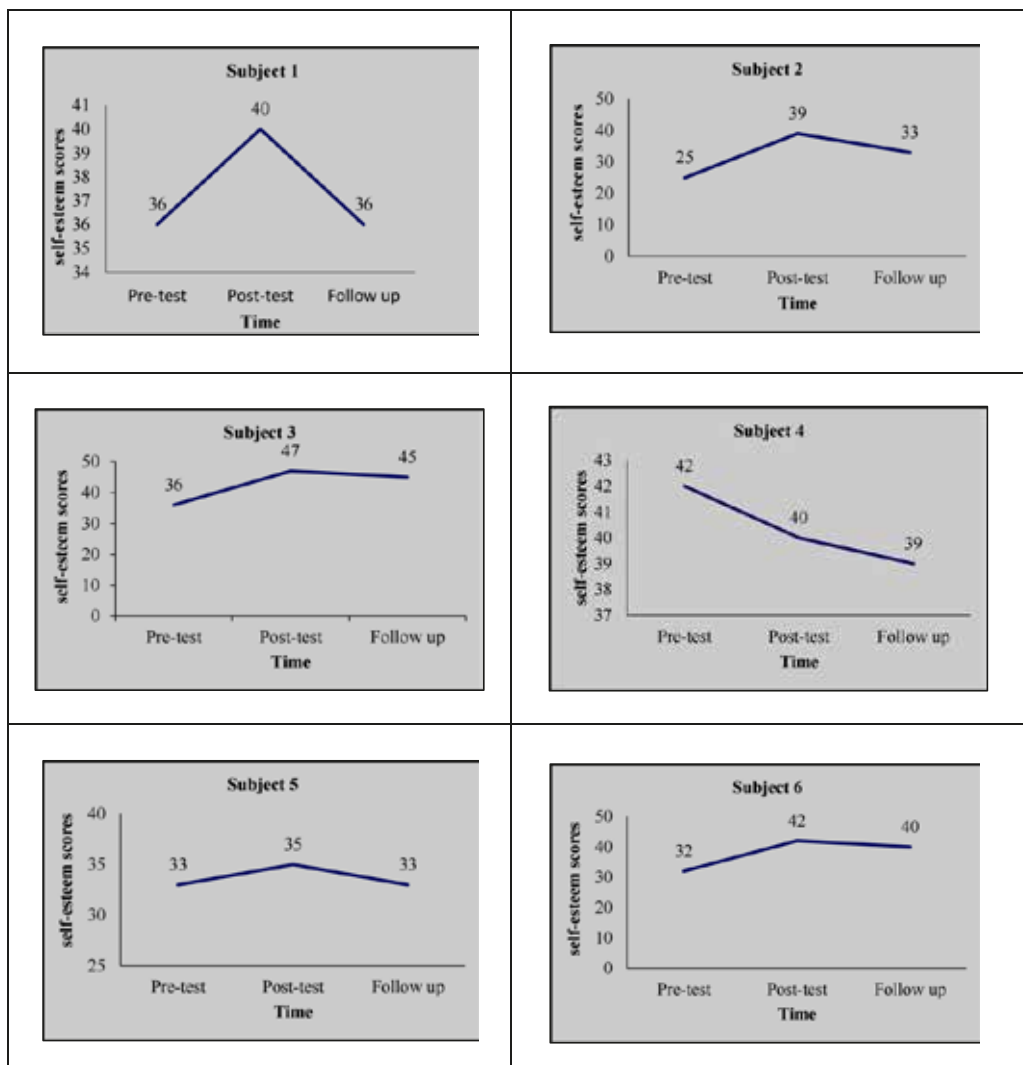 Subject 1
self-esteem scores
41
40
39
38
37
36
35
34
36
40
36
Pre-test Post-test Follow up
Time
Subject 2
self-esteem scores
50
40
30
20
10
0
25
39
33
Pre-test Post-test Follow up
Time
Subject 3
self-esteem scores
50
40
30
20
10
0
36
47
45
Pre-test Post-test Follow up
Time
Subject 4
self-esteem scores
43
42
41
40
39
38
37
42
40
39
Pre-test Post-test Follow up
Time
Subject 5
self-esteem scores
40
35
30
25
33
35
33
Pre-test Post-test Follow up
Time
Subject 6
self-esteem scores
50
40
30
20
10
0
32
42
40
Pre-test Post-test Follow up
Time